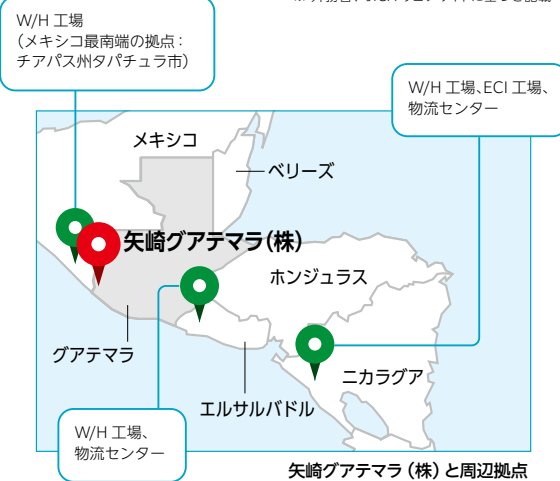 W/H 工場
（メキシコ最南端の拠点：
チアパス州タパチュラ市）
W/H 工場、ECI 工場、
物流センター
メキシコ
ベリーズ
矢崎グアテマラ（株）
ホンジュラス
グアテマラ
ニカラグア
エルサルバドル
W/H 工場、
物流センター
矢崎グアテマラ（株）と周辺拠点